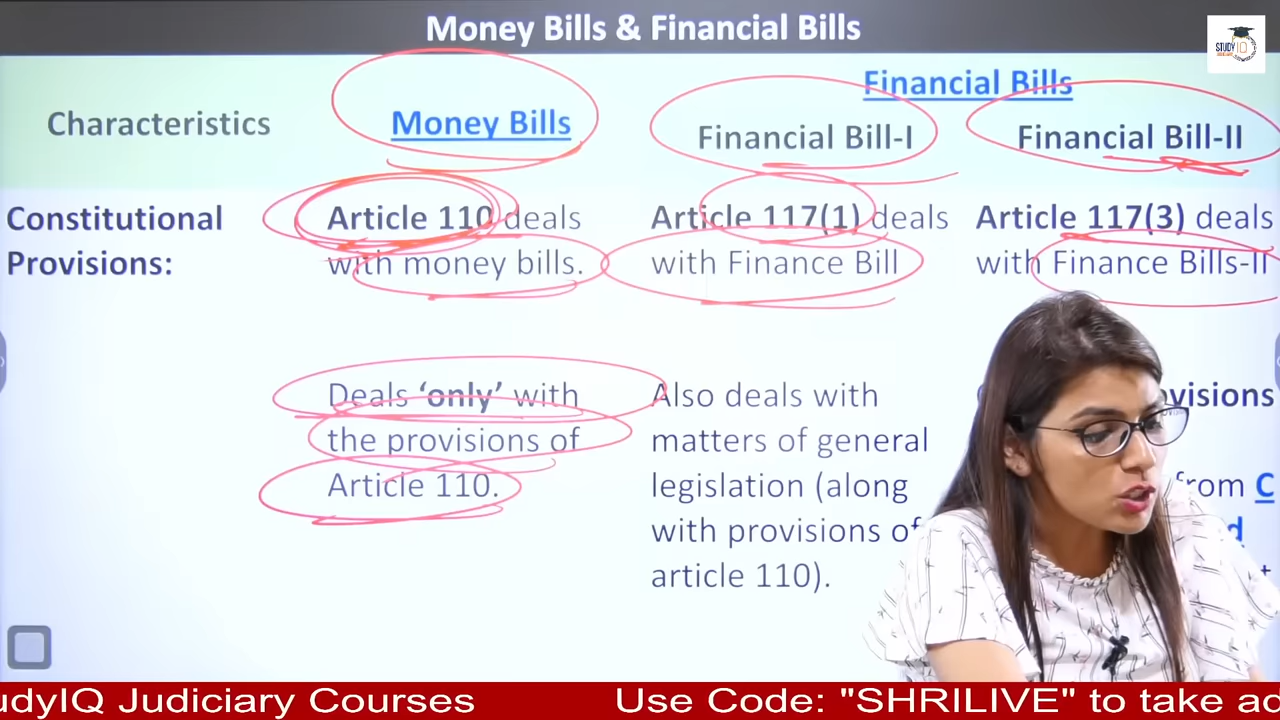 Money Bills & Financial Bills
STUDY IQ
Characteristics
Money Bills
Financial Bills
Financial Bill-I
Financial Bill-II
Constitutional
Provisions:
Article 110 deals
with money bills.
Deals ‘only’ with
the provisions of
Article 110.
Article 117(1) deals
with Finance Bill
Also deals with
matters of general
legislation (along
with provisions of
article 110).
Article 117(3) deals
with Finance Bills-II
from C
d
udyIQ Judiciary Courses
Use Code: "SHRILIVE" to take ad